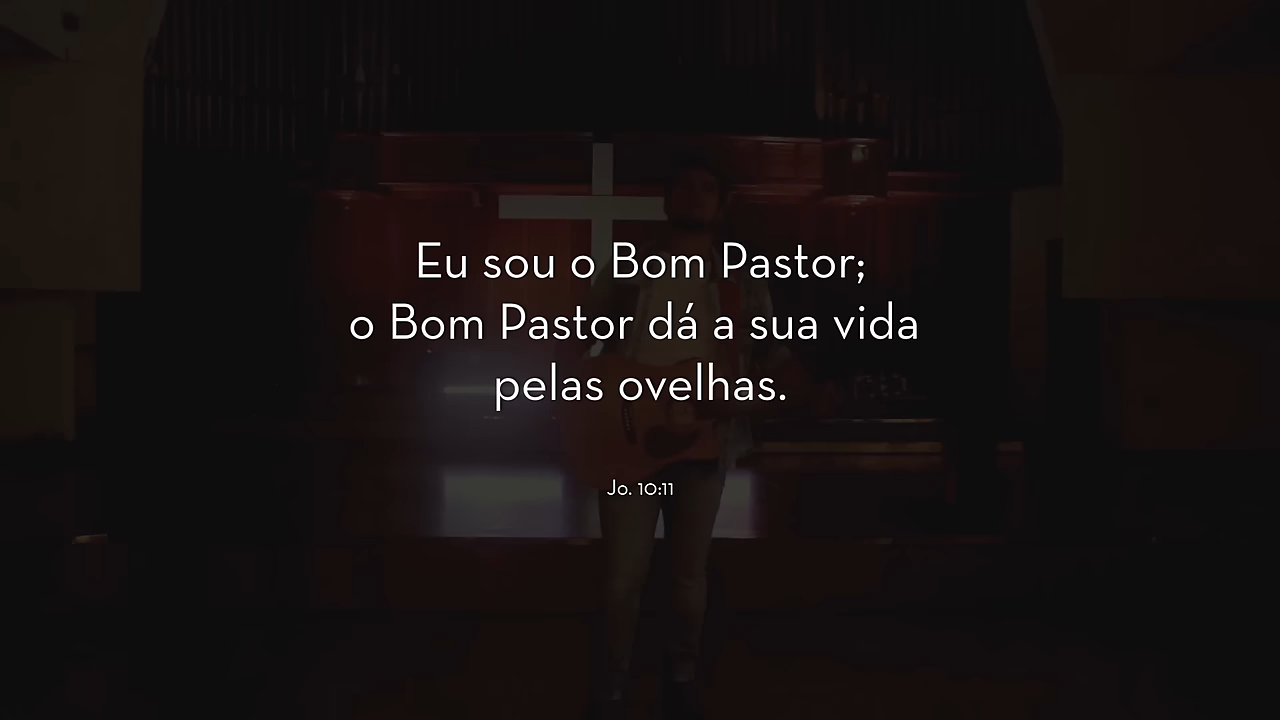 Eu sou o Bom Pastor;
o Bom Pastor dá a sua vida
pelas ovelhas.
Jo. 10:11